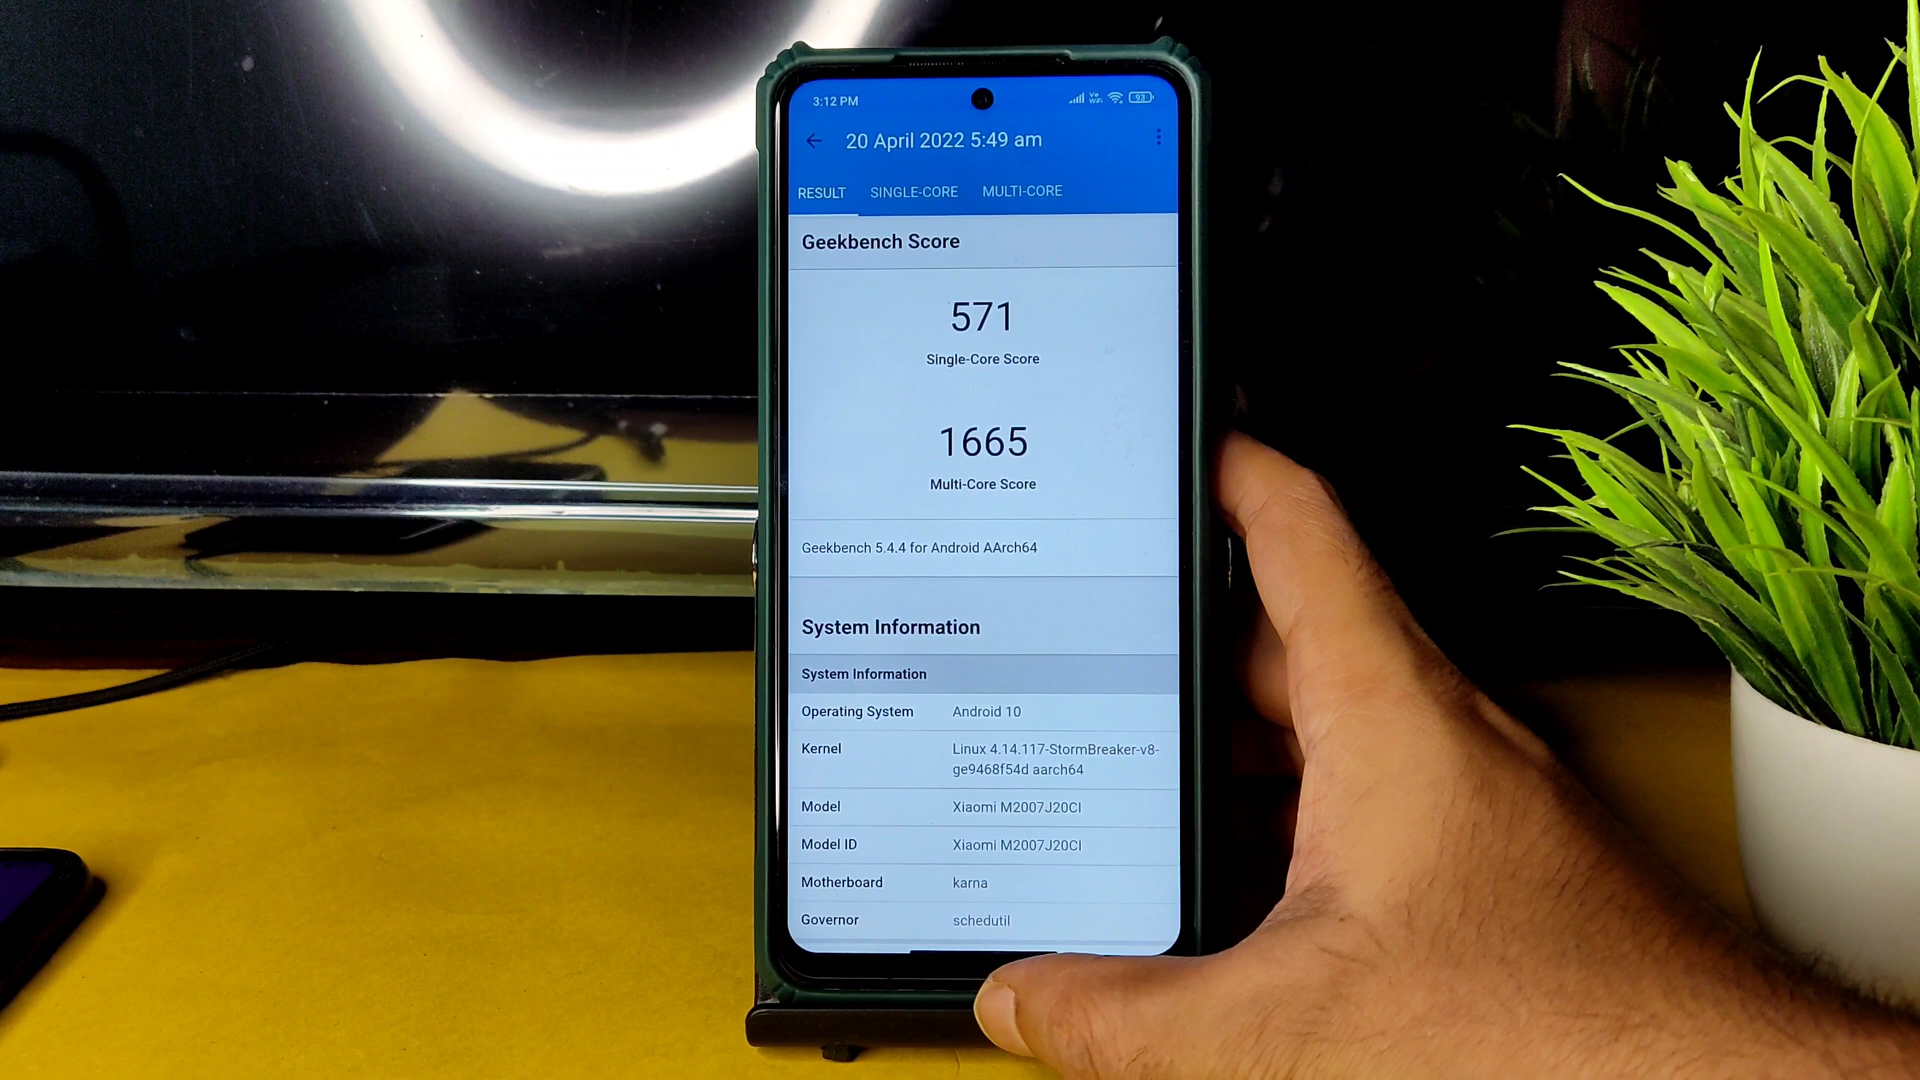 3:12 PM
Vo
WiFi
93
20 April 2022 5:49 am
RESULT SINGLE-CORE MULTI-CORE
Geekbench Score
571
Single-Core Score
1665
Multi-Core Score
Geekbench 5.4.4 for Android AArch64
System Information
System Information
Operating System Android 10
Kernel Linux 4.14.117-StormBreaker-v8-
ge9468f54d aarch64
Model Xiaomi M2007J20CI
Model ID Xiaomi M2007J20CI
Motherboard karna
Governor schedutil